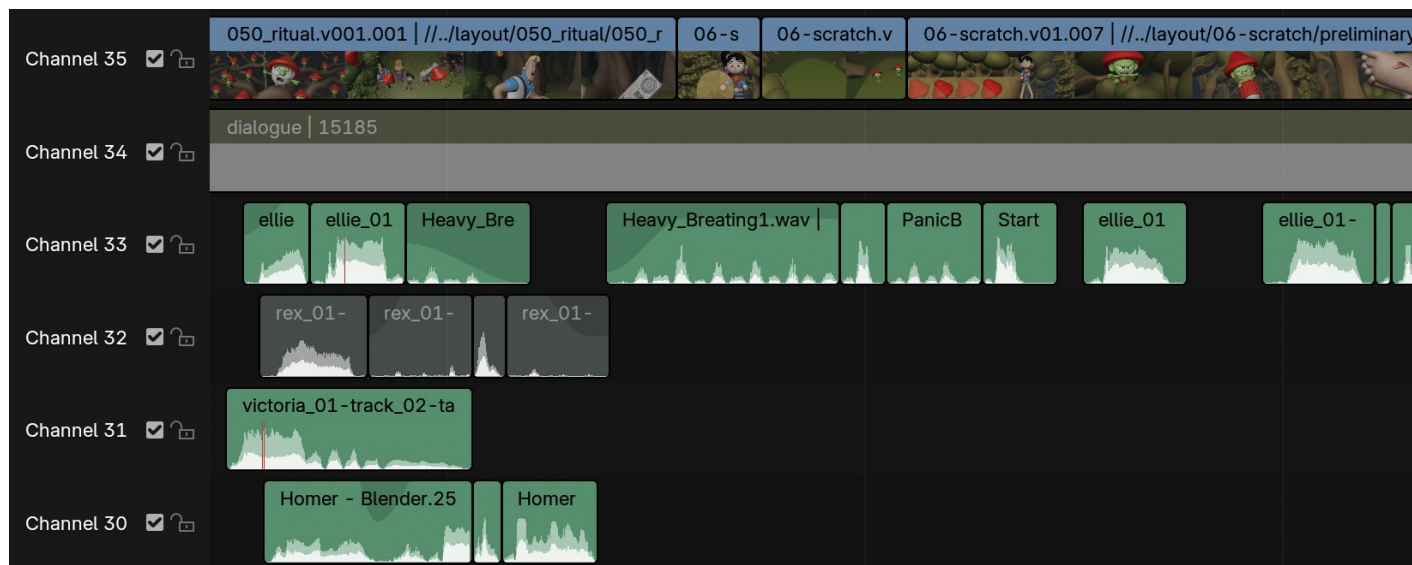 050_ritual.v001.001 | //../layout/050_ritual/050_r
06-s
06-scratch.v
06-scratch.v01.007 | //../layout/06-scratch/preliminary
Channel 35
dialogue | 15185
Channel 34
ellie
ellie_01
Heavy_Bre
Heavy_Breating1.wav |
PanicB
Start
ellie_01
ellie_01-
Channel 33
rex_01-
rex_01-
rex_01-
Channel 32
victoria_01-track_02-ta
Channel 31
Homer - Blender.25
Homer
Channel 30